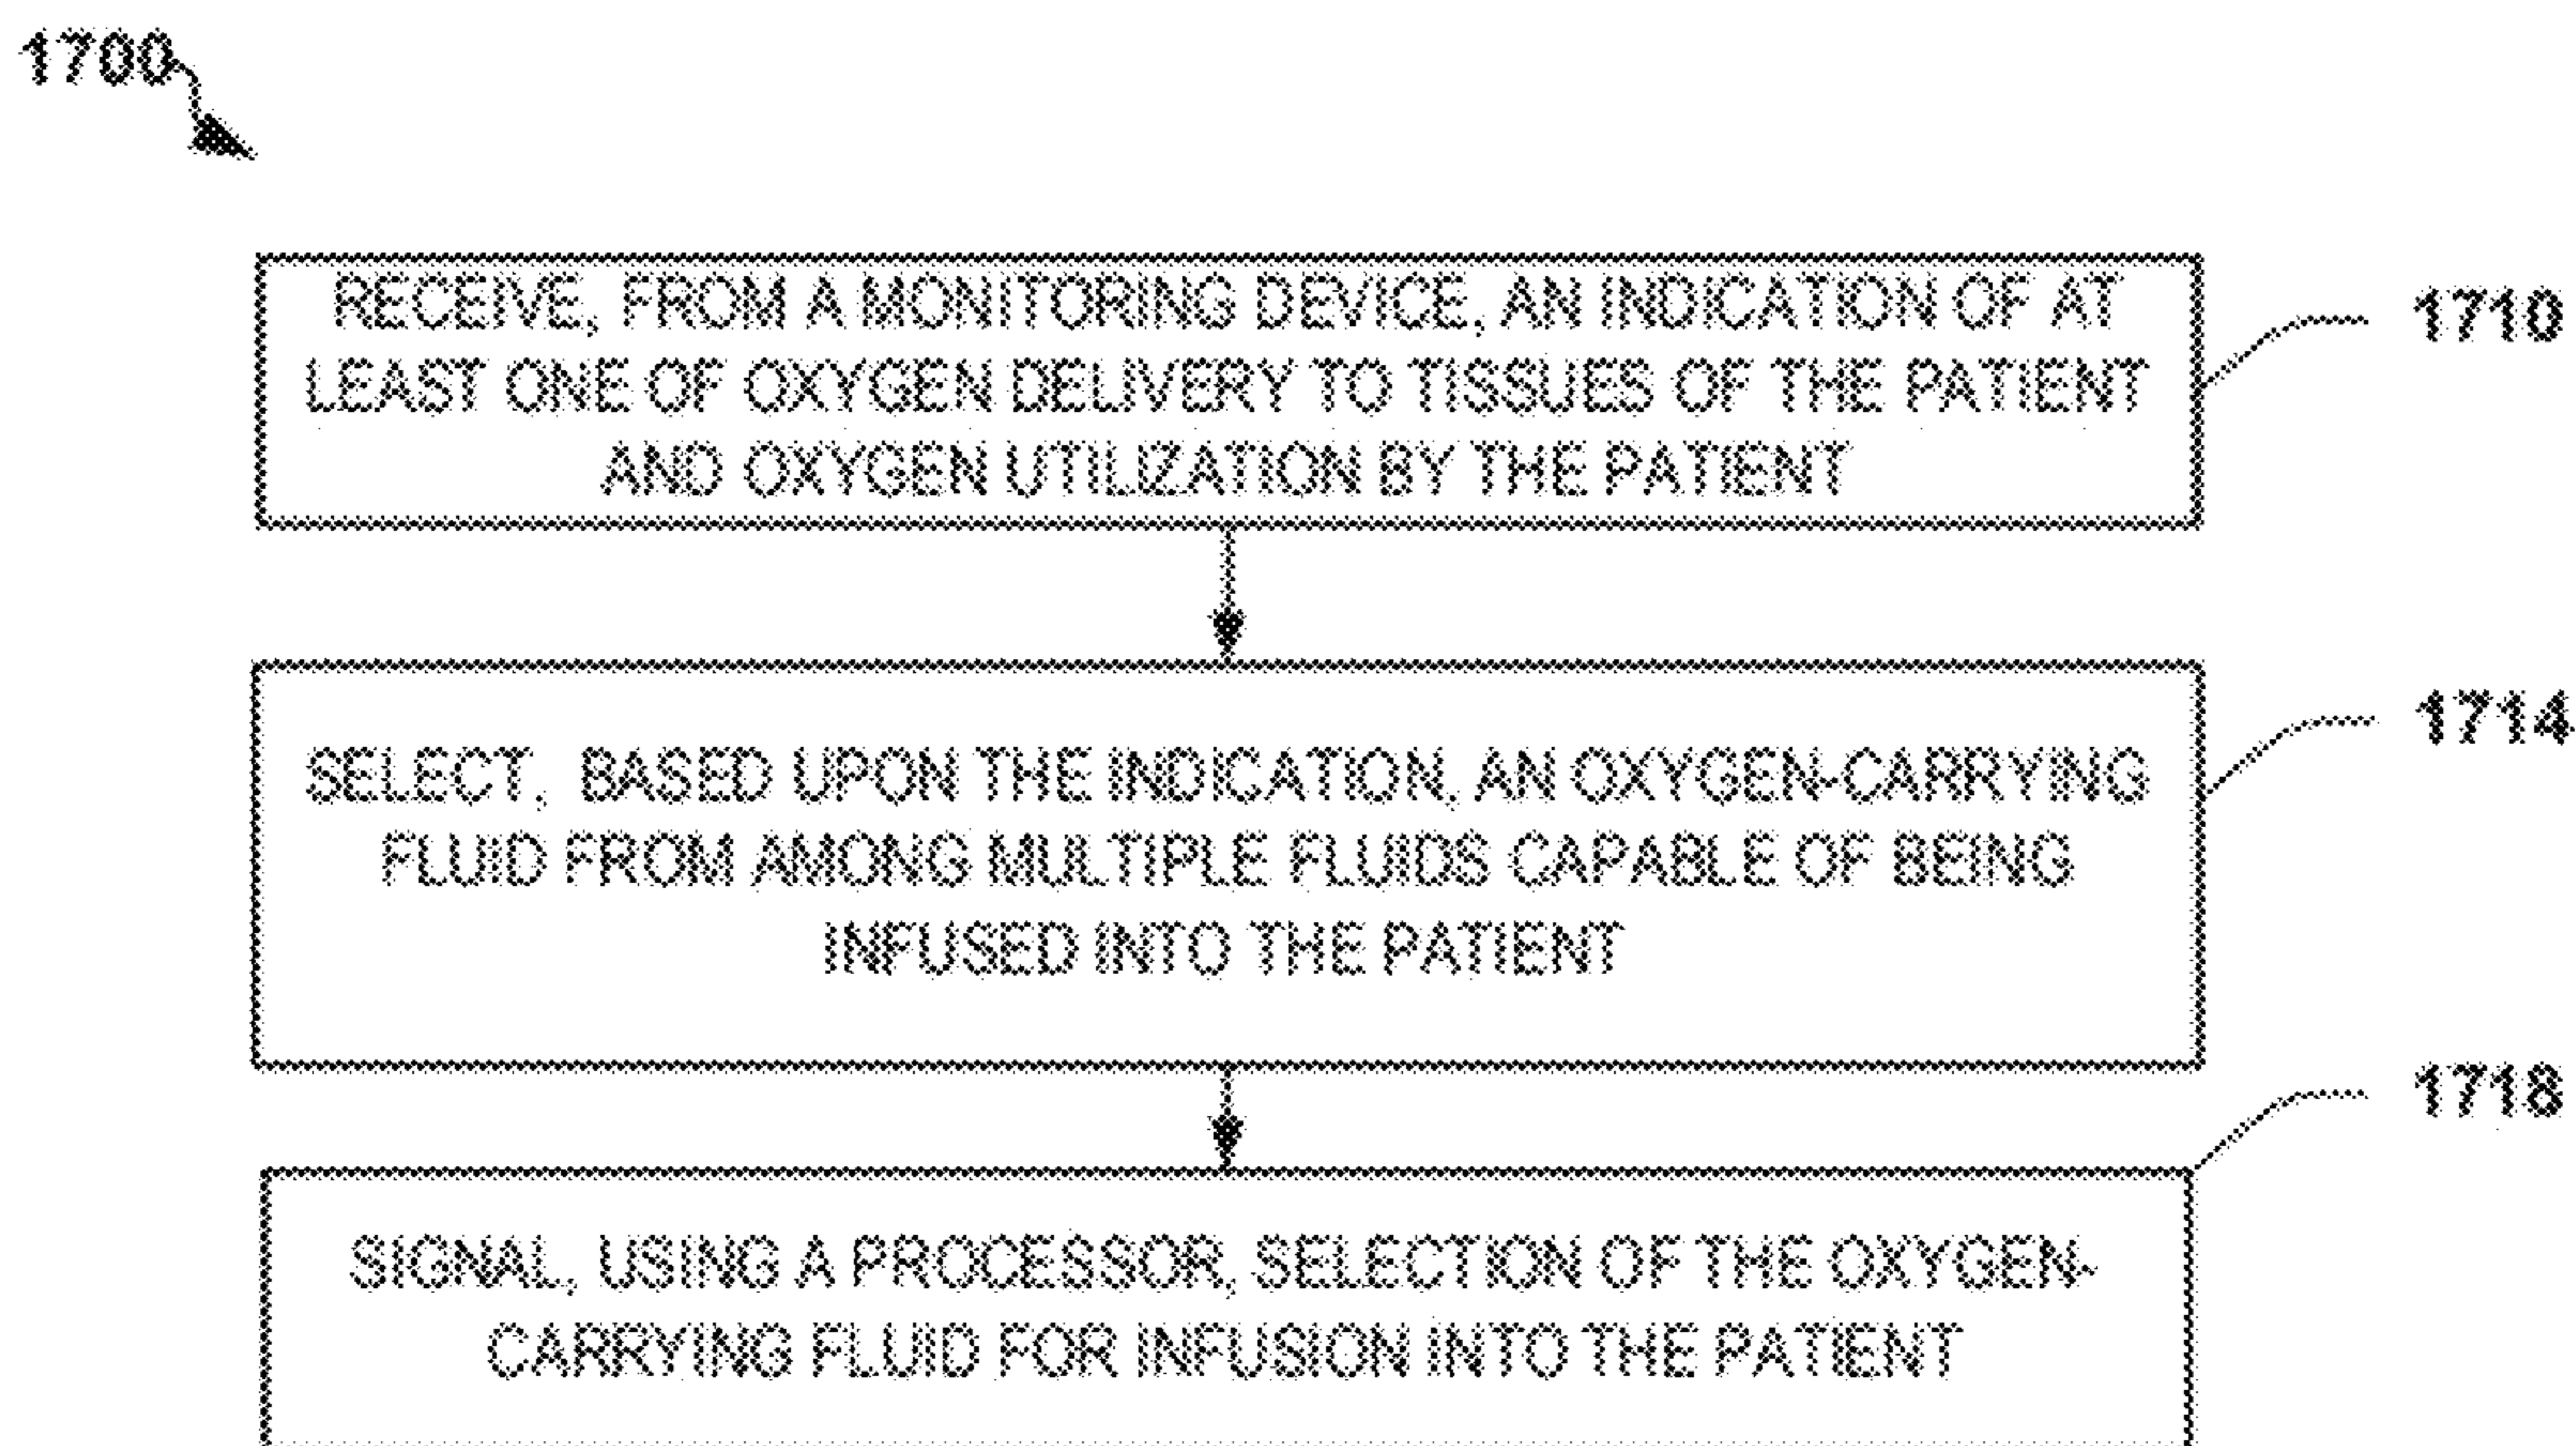 1700
RECEIVE, FROM A MONITORING DEVICE, AN INDICATION OF AT
LEAST ONE OF OXYGEN DELIVERY TO TISSUES OF THE PATIENT
AND OXYGEN UTILIZATION BY THE PATIENT
1710
SELECT, BASED UPON THE INDICATION, AN OXYGEN-CARRYING
FLUID FROM AMONG MULTIPLE FLUIDS CAPABLE OF BEING
INFUSED INTO THE PATIENT
1714
SIGNAL, USING A PROCESSOR, SELECTION OF THE OXYGEN-
CARRYING FLUID FOR INFUSION INTO THE PATIENT
1718